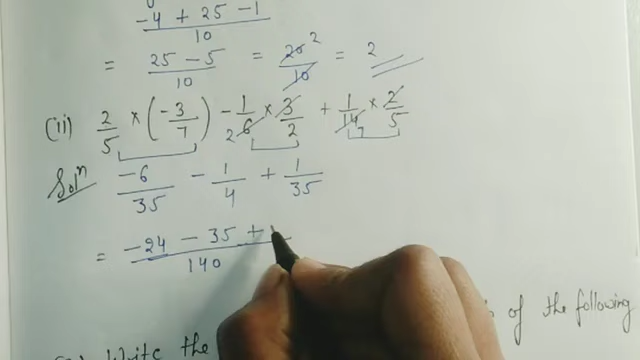 -4 + 25 - 1 / 10
= 25 - 5 / 10 = 20 2 / 10 = 2
(ii) 2/5 × (-3/7) - 1/6 2 × 3/2 + 1/14 7 × 2/5
Solⁿ -6/35 - 1/4 + 1/35
= -24 - 35 + / 140
Write the of the following